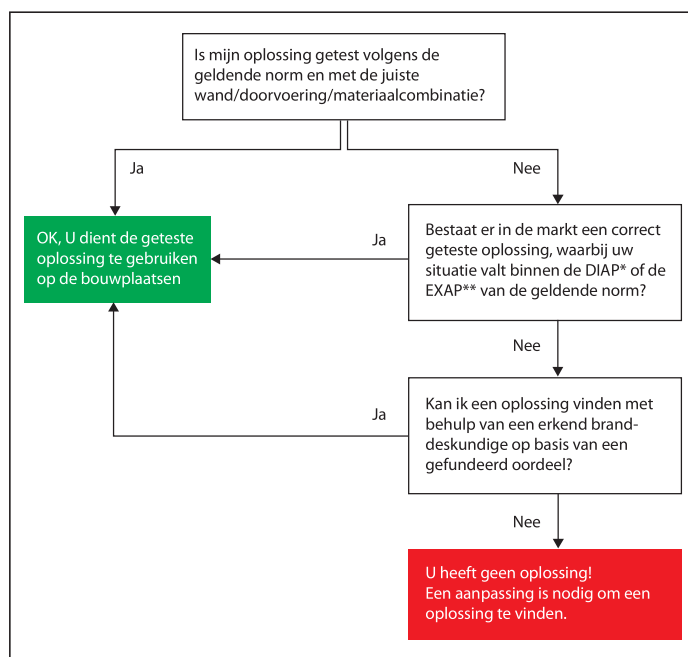 Is mijn oplossing getest volgens de
geldende norm en met de juiste
wand/doorvoering/materiaalcombinatie?
Ja
Nee
OK, U dient de geteste
oplossing te gebruiken
op de bouwplaatsen
Ja
Bestaat er in de markt een correct
geteste oplossing, waarbij uw
situatie valt binnen de DIAP* of de
EXAP** van de geldende norm?
Nee
Ja
Kan ik een oplossing vinden met
behulp van een erkend brand-
deskundige op basis van een
gefundeerd oordeel?
Nee
U heeft geen oplossing!
Een aanpassing is nodig om een
oplossing te vinden.